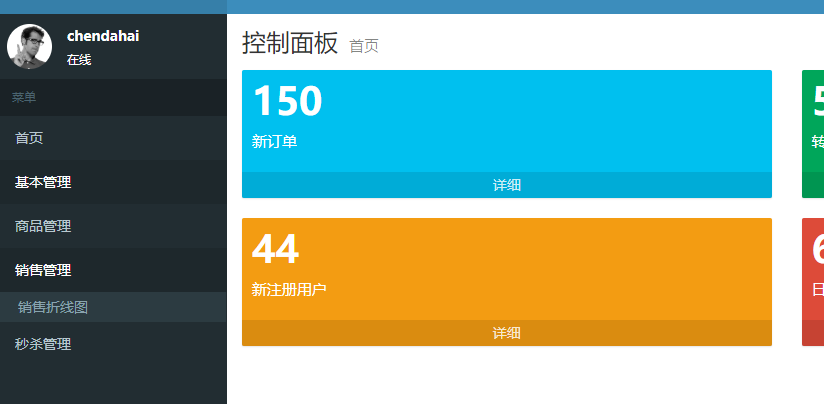 chendahai
在线
菜单
首页
基本管理
商品管理
销售管理
销售折线图
秒杀管理
控制面板 首页
150
新订单
详细
44
新注册用户
详细
转
日